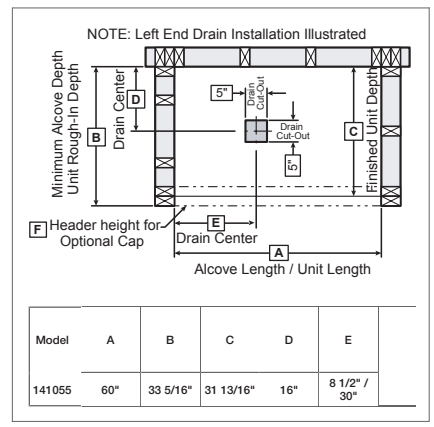 NOTE: Left End Drain Installation Illustrated
Minimum Alcove Depth
Unit Rough-In Depth
B
Drain Center
D
5"
Drain
Cut-Out
Drain
Cut-Out
5"
C
Finished Unit Depth
F Header height for
Optional Cap
E
Drain Center
A
Alcove Length / Unit Length
Model A B C D E
141055 60" 33 5/16" 31 13/16" 16" 8 1/2" /
30"